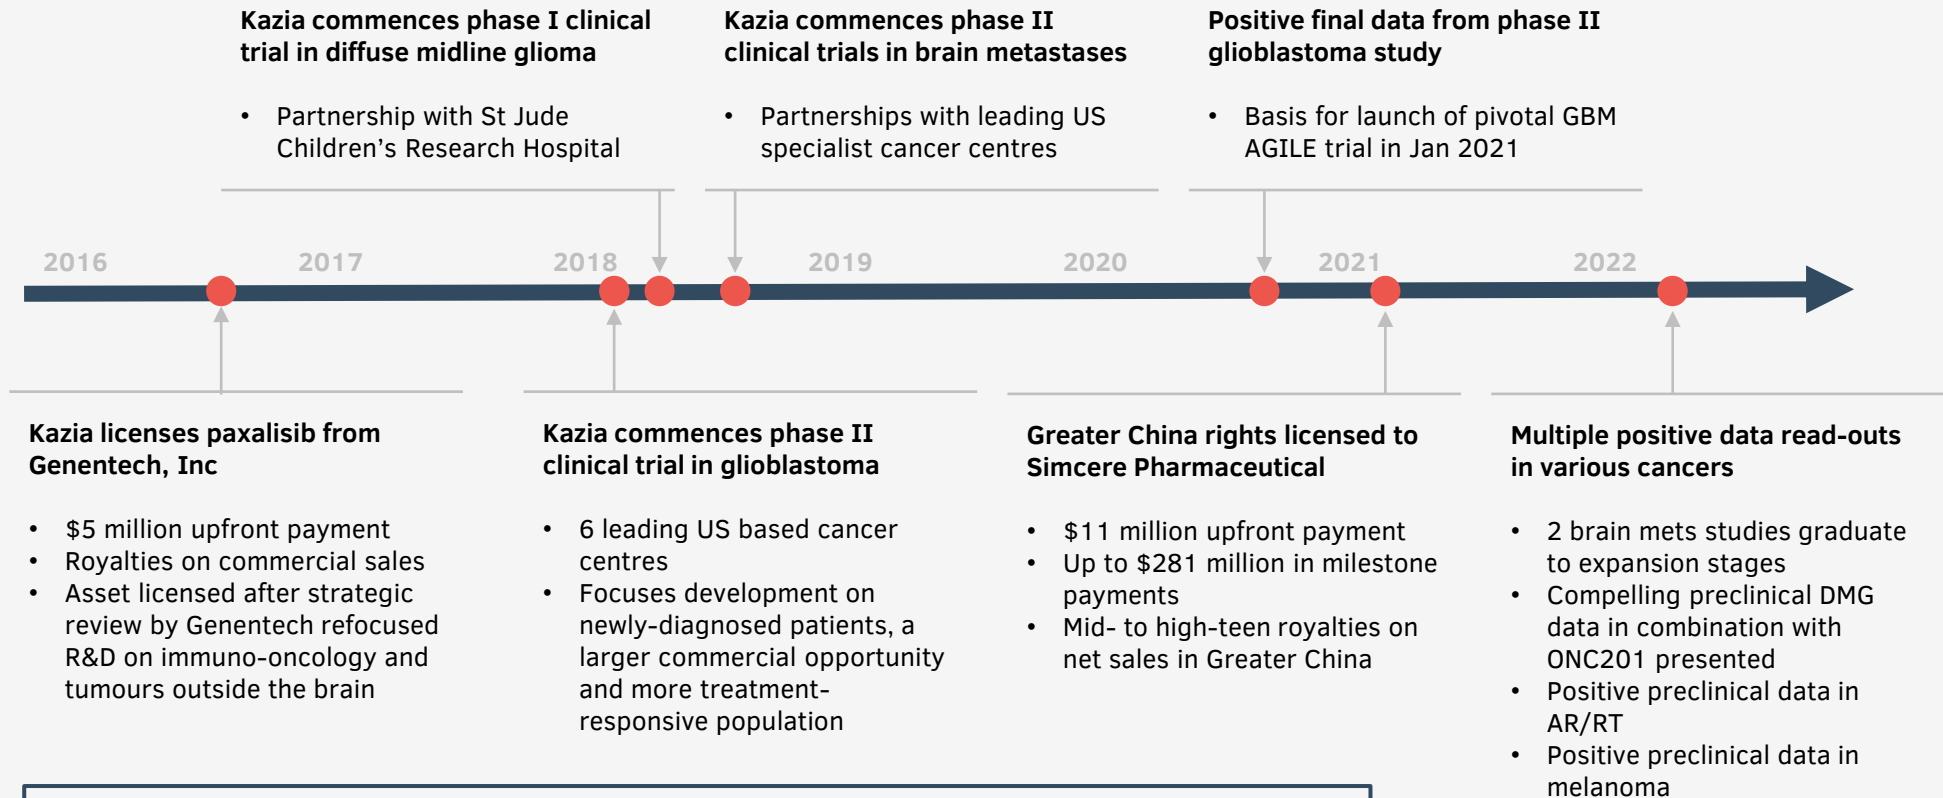 Kazia commences phase I clinical
trial in diffuse midline glioma
• Partnership with St Jude
Children's Research Hospital
Kazia commences phase II
clinical trials in brain metastases
• Partnerships with leading US
specialist cancer centres
Positive final data from phase II
glioblastoma study
• Basis for launch of pivotal GBM
AGILE trial in Jan 2021
2016 2017 2018 2019 2020 2021 2022
Kazia licenses paxalisib from
Genentech, Inc
• $5 million upfront payment
• Royalties on commercial sales
• Asset licensed after strategic
review by Genentech refocused
R&D on immuno-oncology and
tumours outside the brain
Kazia commences phase II
clinical trial in glioblastoma
• 6 leading US based cancer
centres
• Focuses development on
newly-diagnosed patients, a
larger commercial opportunity
and more treatment-
responsive population
Greater China rights licensed to
Simcere Pharmaceutical
• $11 million upfront payment
• Up to $281 million in milestone
payments
• Mid- to high-teen royalties on
net sales in Greater China
Multiple positive data read-outs
in various cancers
• 2 brain mets studies graduate
to expansion stages
• Compelling preclinical DMG
data in combination with
ONC201 presented
• Positive preclinical data in
AR/RT
• Positive preclinical data in
melanoma